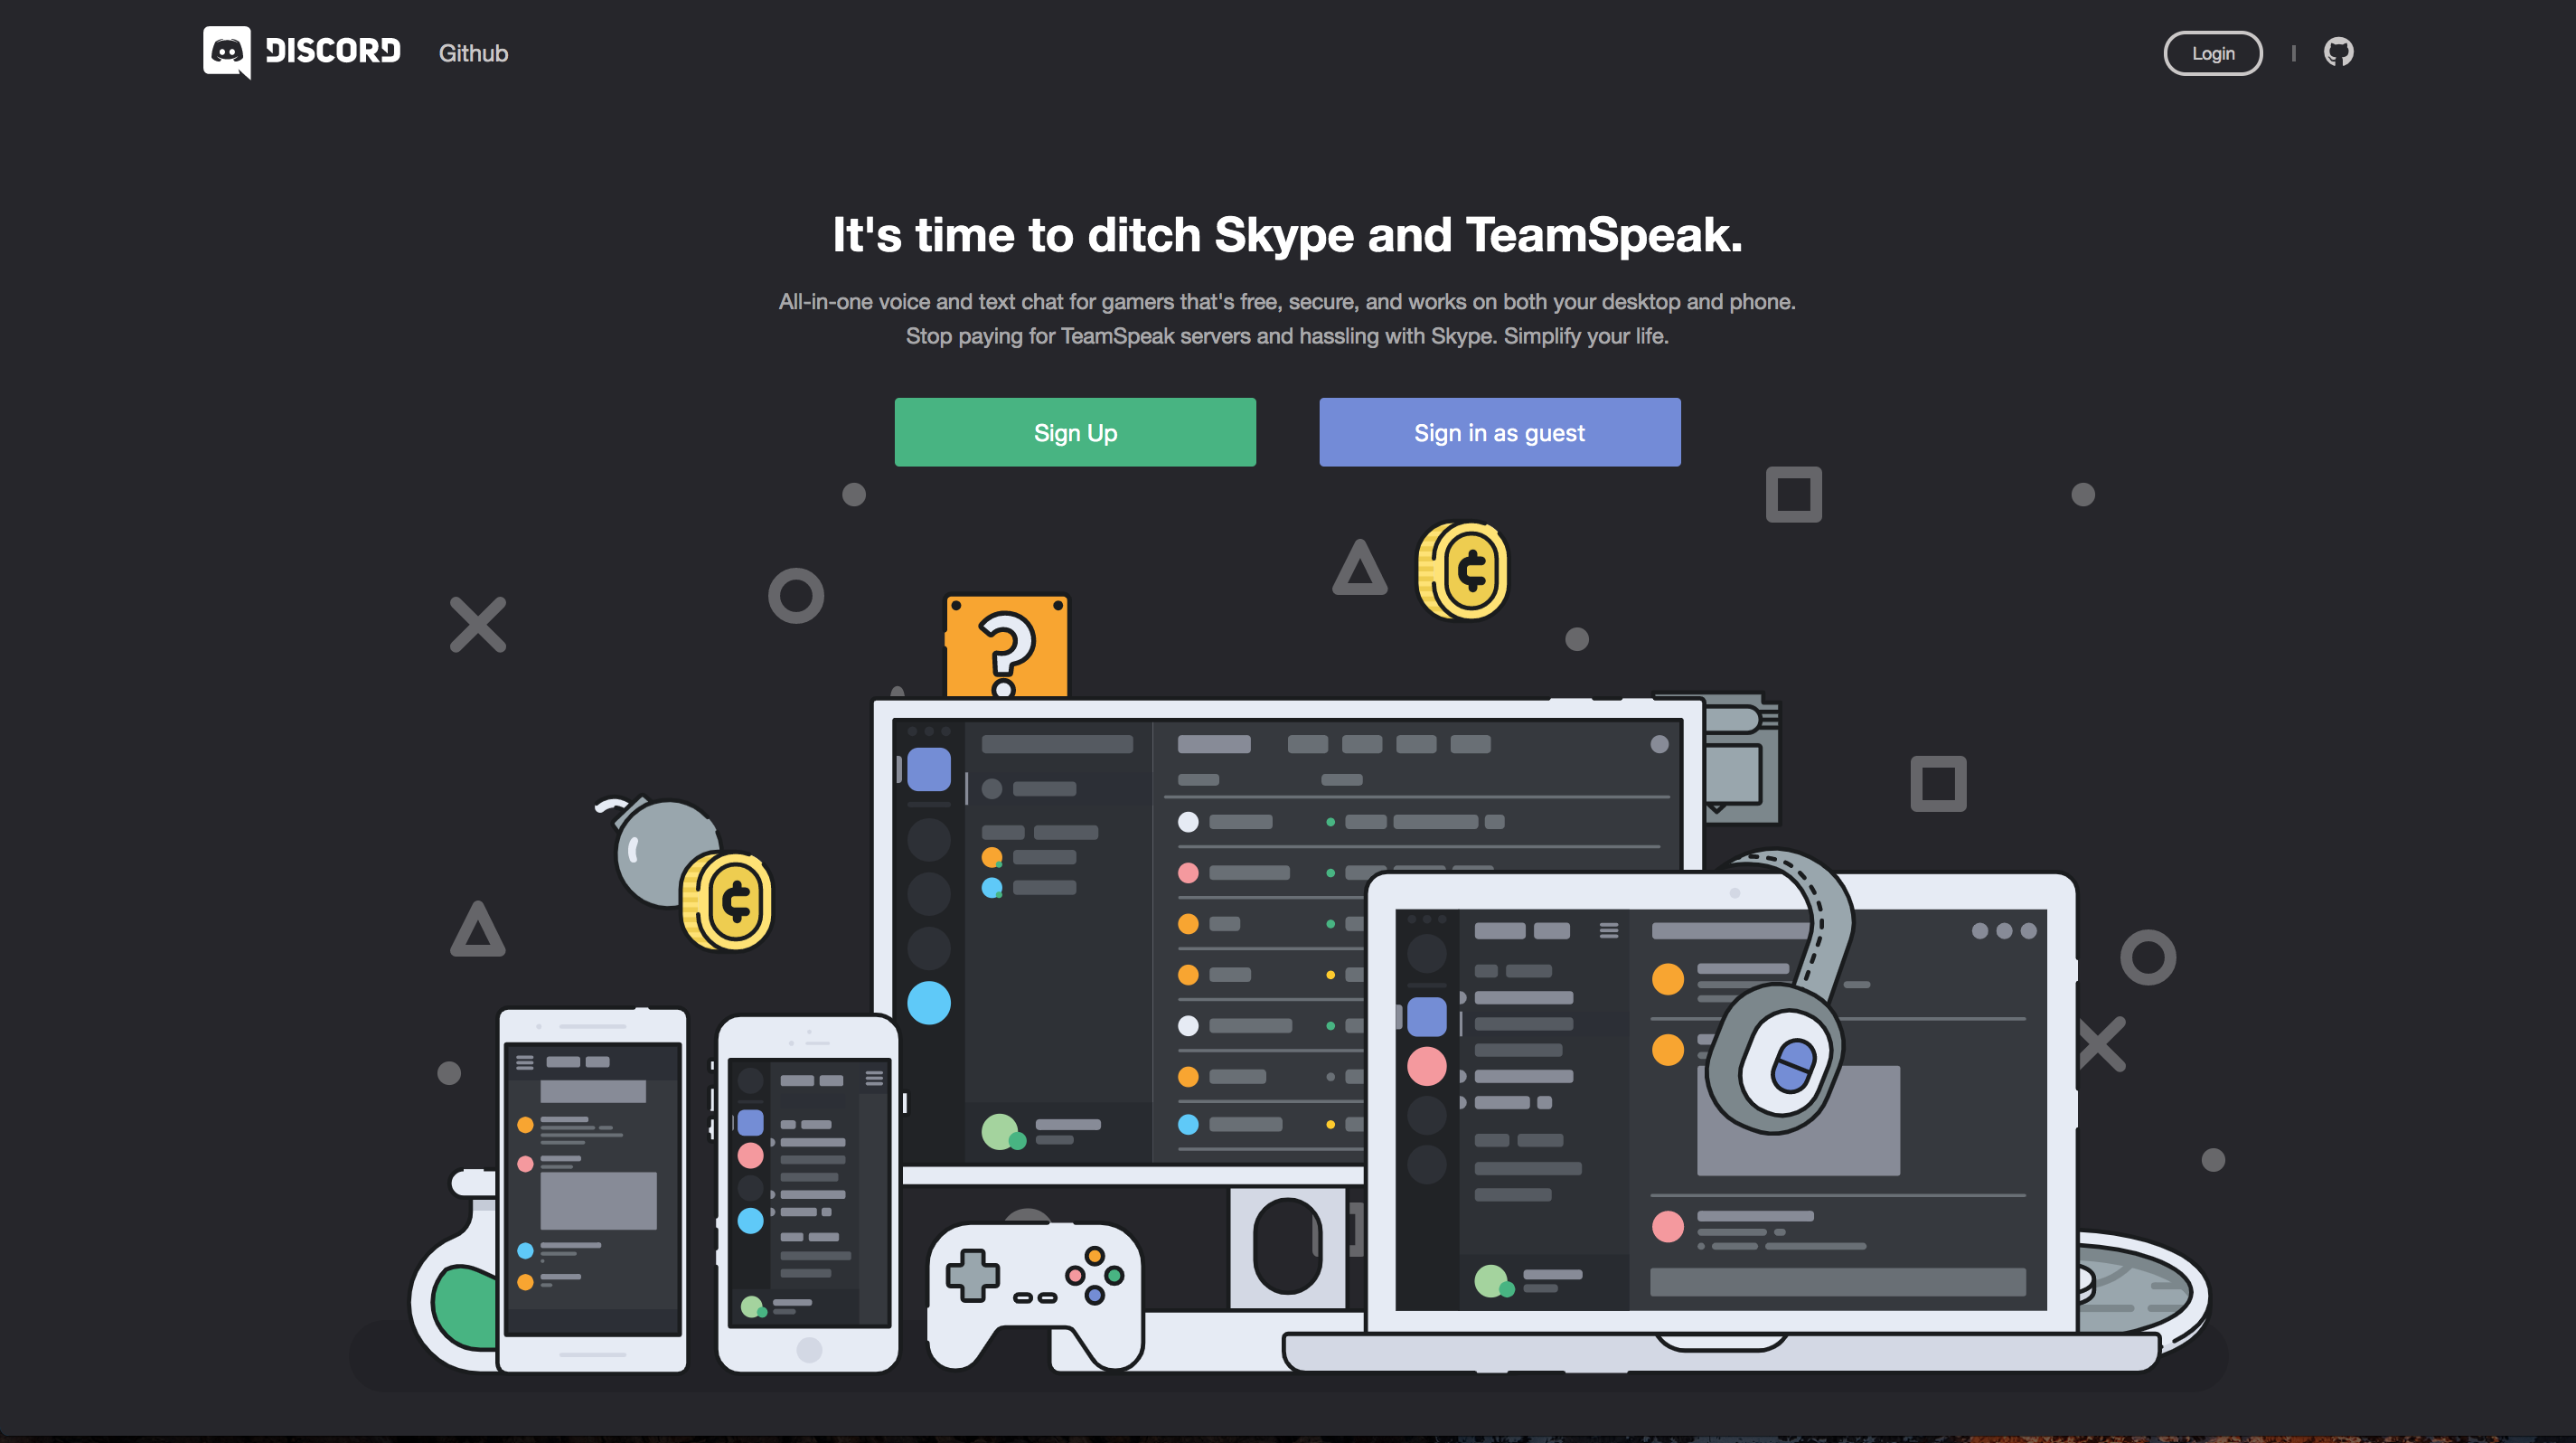 DISCORD
Github
Login
It's time to ditch Skype and TeamSpeak.
All-in-one voice and text chat for gamers that's free, secure, and works on both your desktop and phone.
Stop paying for TeamSpeak servers and hassling with Skype. Simplify your life.
Sign Up
Sign in as guest
?
¢
¢